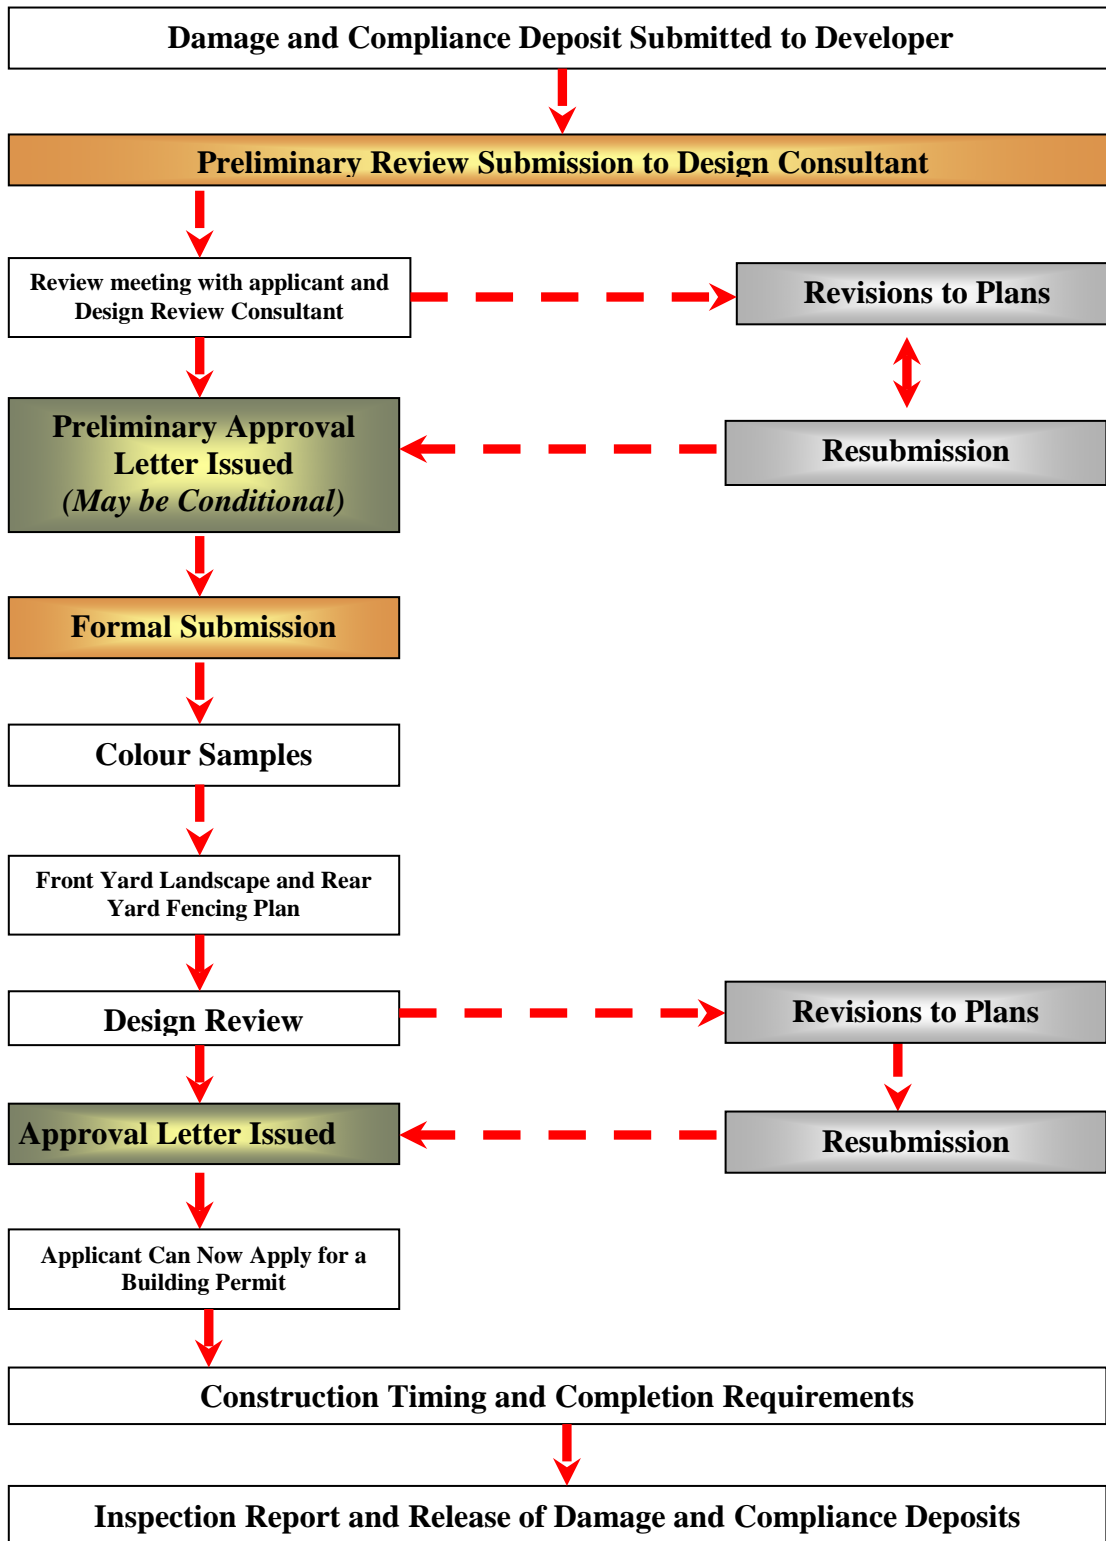 Damage and Compliance Deposit Submitted to Developer
Preliminary Review Submission to Design Consultant
Review meeting with applicant and
Design Review Consultant
Revisions to Plans
Preliminary Approval
Letter Issued
(May be Conditional)
Resubmission
Formal Submission
Colour Samples
Front Yard Landscape and Rear
Yard Fencing Plan
Design Review
Revisions to Plans
Approval Letter Issued
Resubmission
Applicant Can Now Apply for a
Building Permit
Construction Timing and Completion Requirements
Inspection Report and Release of Damage and Compliance Deposits